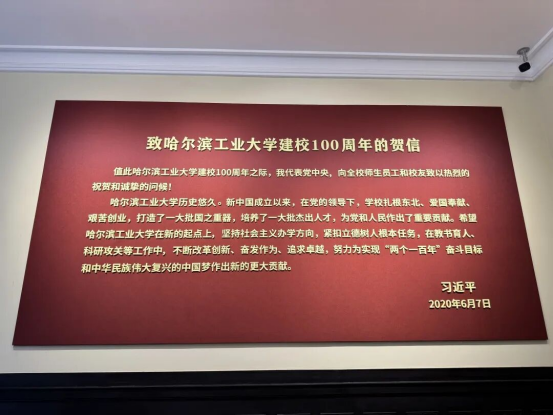 致哈尔滨工业大学建校100周年的贺信
值此哈尔滨工业大学建校100周年之际，我代表党中央，向全校师生员工和校友致以热烈的
祝贺和诚挚的问候！
哈尔滨工业大学历史悠久。新中国成立以来，在党的领导下，学校扎根东北、爱国奉献、
艰苦创业，打造了一大批国之重器，培养了一大批杰出人才，为党和人民作出了重要贡献。希望
哈尔滨工业大学在新的起点上，坚持社会主义办学方向，紧扣立德树人根本任务，在教书育人、
科研攻关等工作中，不断改革创新、奋发作为、追求卓越，努力为实现“两个一百年”奋斗目标
和中华民族伟大复兴的中国梦作出新的更大贡献。
习近平
2020年6月7日